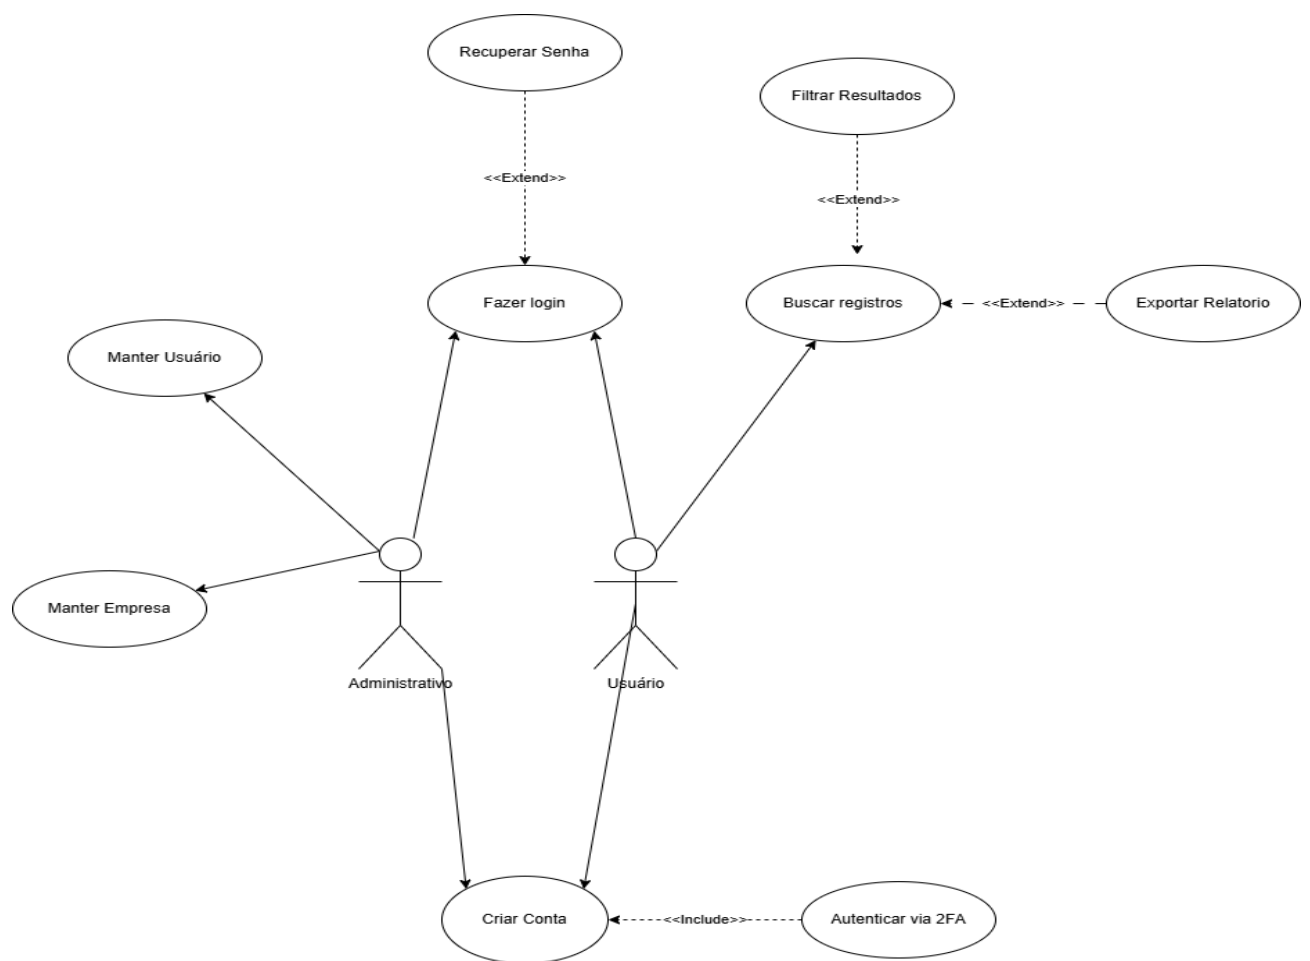 Recuperar Senha
Filtrar Resultados
<<Extend>>
<<Extend>>
Fazer login
Buscar registros
<<Extend>>
Exportar Relatorio
Manter Usuário
Manter Empresa
Administrativo
Usuário
Criar Conta
<<Include>>
Autenticar via 2FA